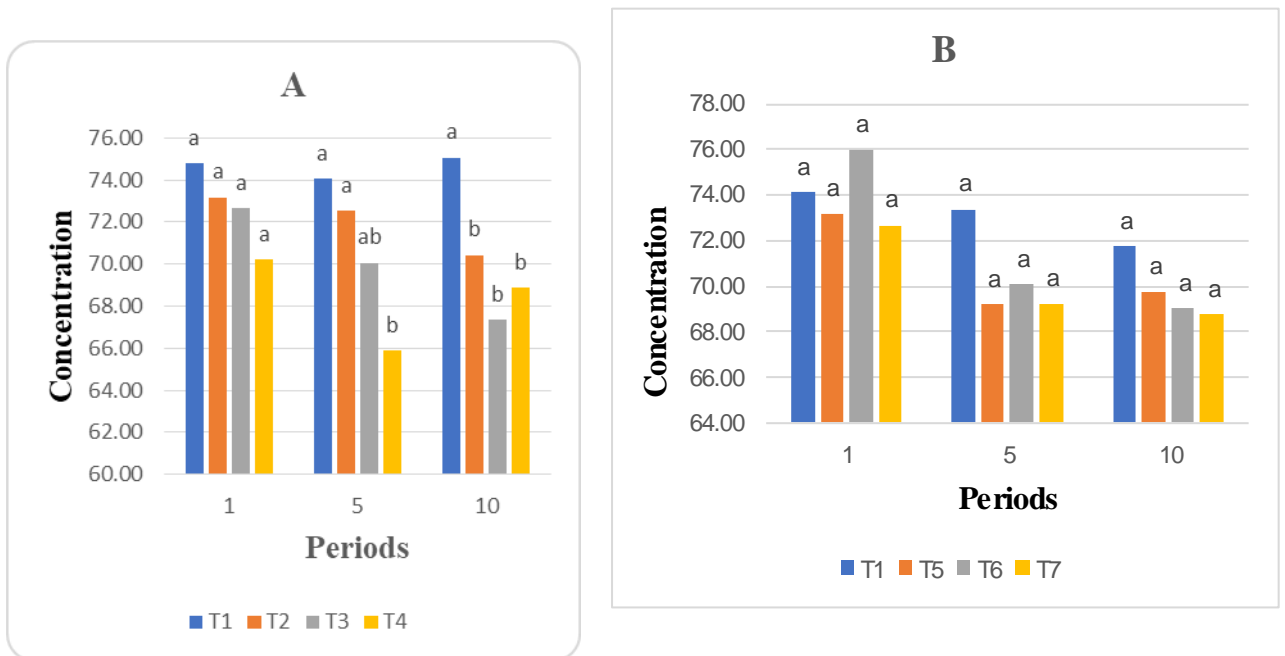 A
76.00
74.00
72.00
70.00
68.00
66.00
64.00
62.00
60.00
Concentration
a a a a
a a ab b
a b b b
1 5 10
Periods
T1 T2 T3 T4
B
78.00
76.00
74.00
72.00
70.00
68.00
66.00
64.00
Concentration
a a a a
a a a a
a a a a
1 5 10
Periods
T1 T5 T6 T7